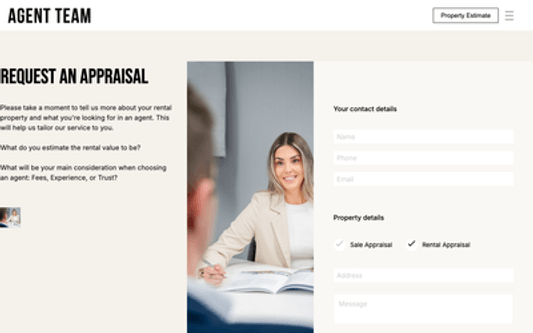 AGENT TEAM
Property Estimate
REQUEST AN APPRAISAL
Please take a moment to tell us more about your rental
property and what you're looking for in an agent. This
will help us tailor our service to you.
What do you estimate the rental value to be?
What will be your main consideration when choosing
an agent: Fees, Experience, or Trust?
Your contact details
Name
Phone
Email
Property details
Sale Appraisal
Rental Appraisal
Address
Message